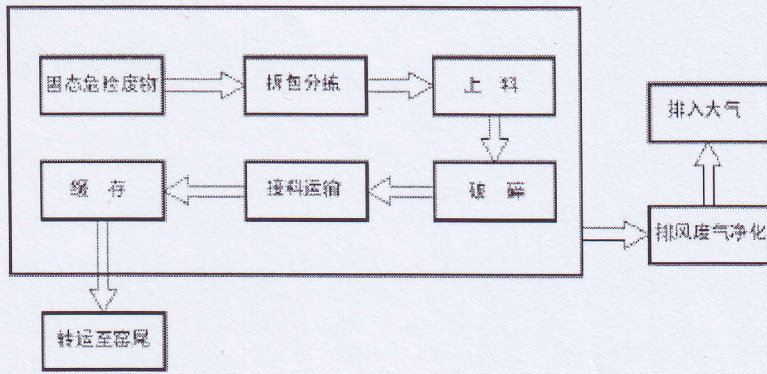 固态危险废物
拆包分拣
上 料
排入大气
缓 存
接料运输
破 碎
排风废气净化
转运至窑尾